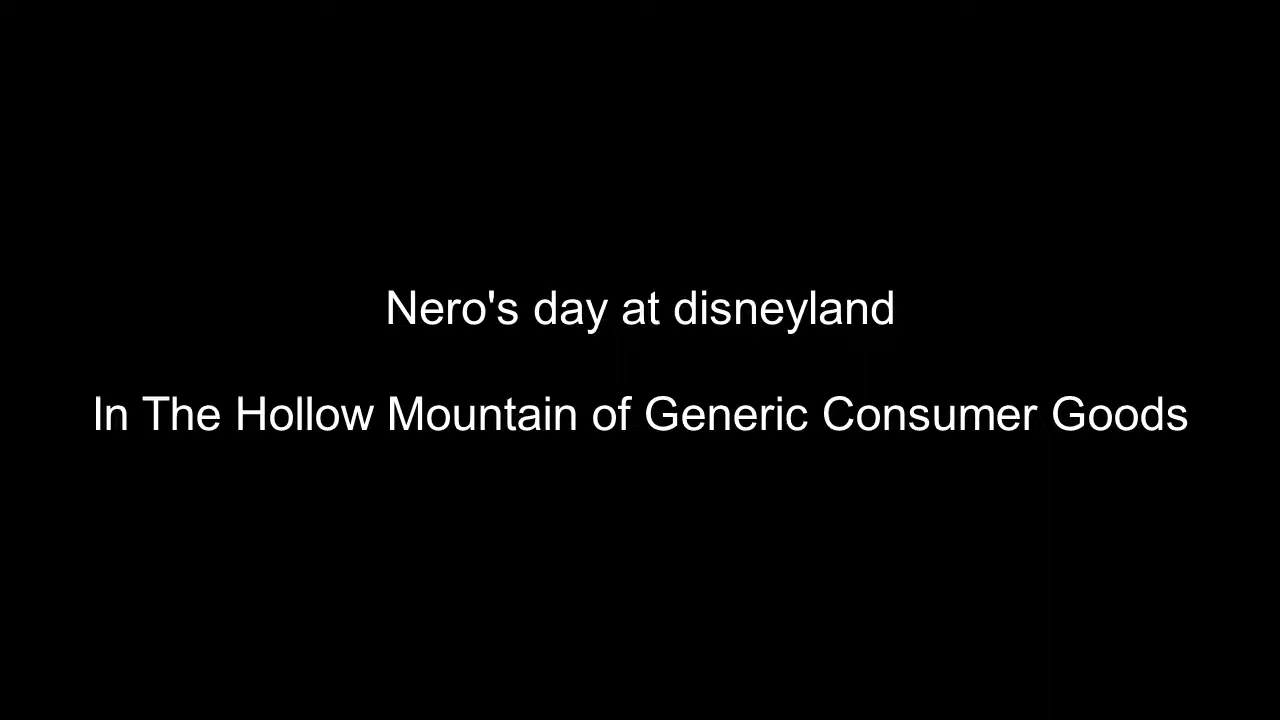 Nero's day at disneyland
In The Hollow Mountain of Generic Consumer Goods